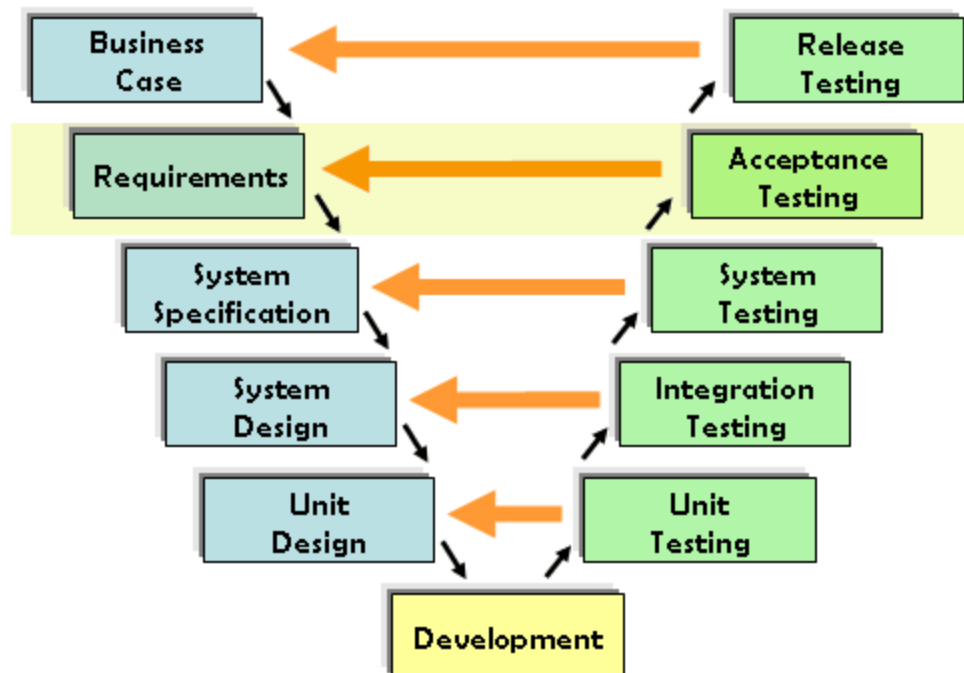 Business
Case
Release
Testing
Requirements
Acceptance
Testing
System
Specification
System
Testing
System
Design
Integration
Testing
Unit
Design
Unit
Testing
Development